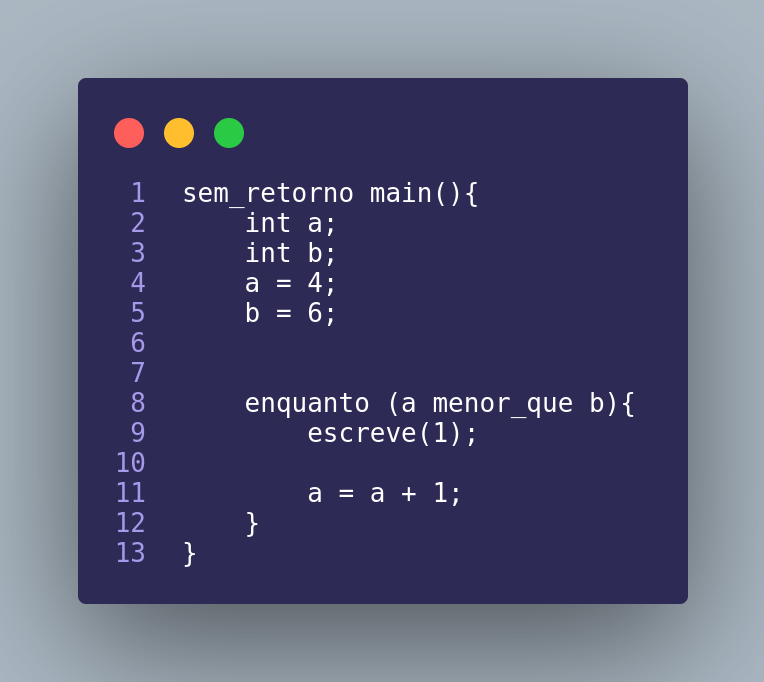 1 sem_retorno main(){
2     int a;
3     int b;
4     a = 4;
5     b = 6;
6
7
8     enquanto (a menor_que b){
9         escreve(1);
10
11         a = a + 1;
12     }
13 }